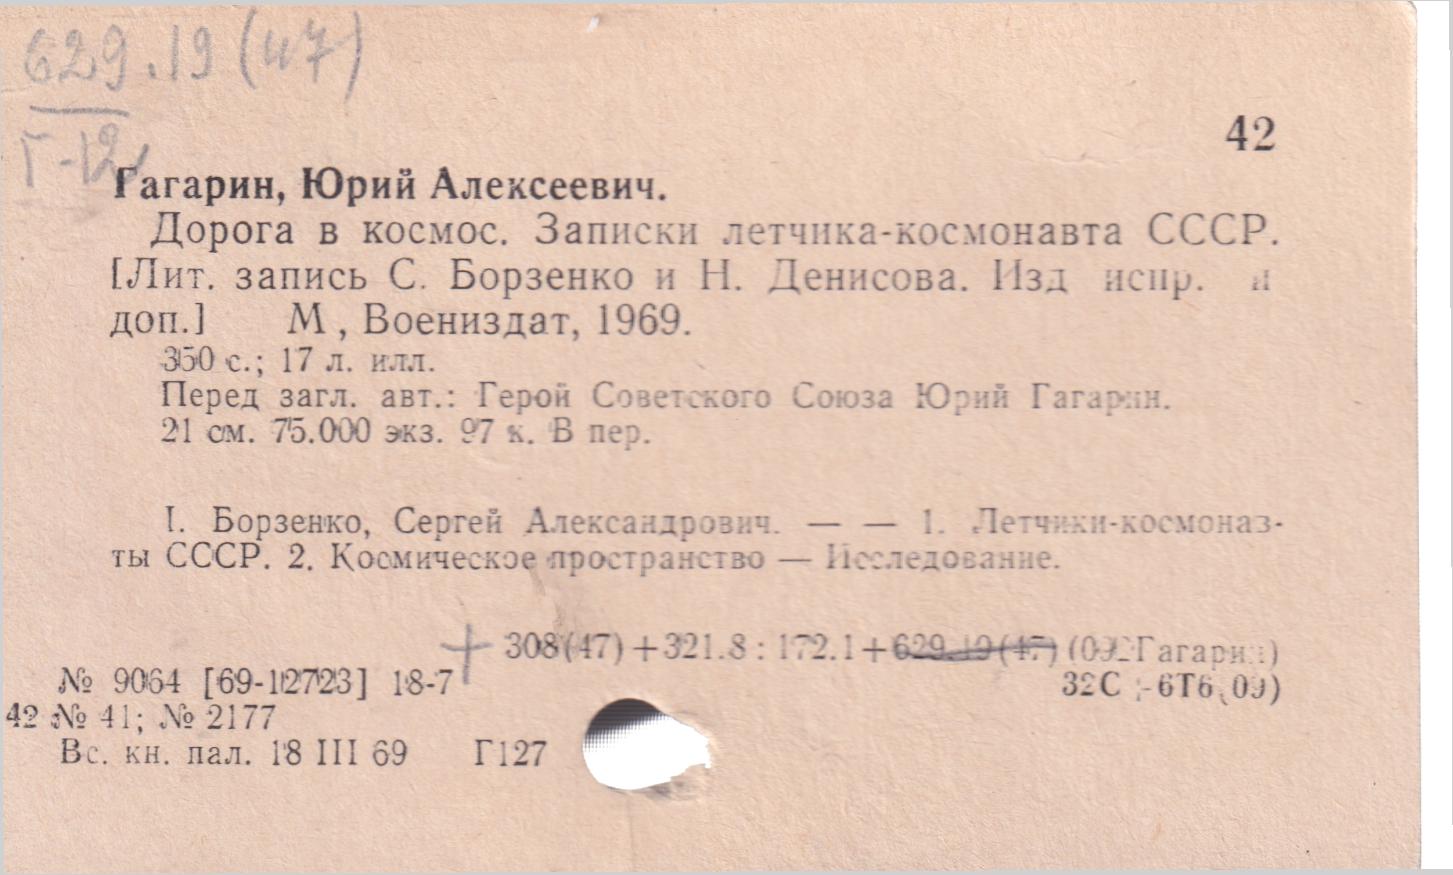 629.19(47)
Г-12
42
Гагарин, Юрий Алексеевич.
Дорога в космос. Записки летчика-космонавта СССР.
[Лит. запись С. Борзенко и Н. Денисова. Изд испр. и
доп.] М , Воениздат, 1969.
350 с.; 17 л. илл.
Перед загл. авт.: Герой Советского Союза Юрий Гагарин.
21 см. 75.000 экз. 97 к. В пер.
I. Борзенко, Сергей Александрович. — — 1. Летчики-космонав-
ты СССР. 2. Космическое пространство — Исследование.
+ 308(47)+321.8 : 172.1+629.19(47) (092Гагарин)
№ 9064 [69-12723] 18-7
32С :-6Т6(09)
42 № 41; № 2177
Вс. кн. пал. 18 III 69 Г127